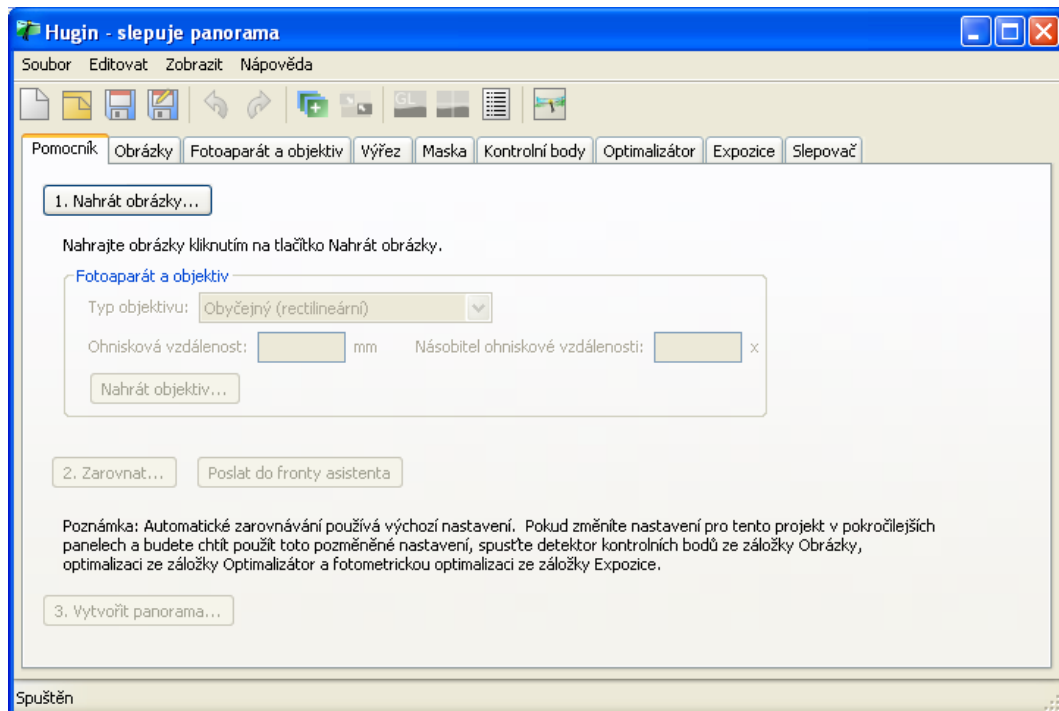 Hugin - slepuje panorama
Soubor Editovat Zobrazit Nápověda
GL
Pomocník Obrázky Fotoaparát a objektiv Výřez Maska Kontrolní body Optimalizátor Expozice Slepovač
1. Nahrát obrázky...
Nahrajte obrázky kliknutím na tlačítko Nahrát obrázky.
Fotoaparát a objektiv
Typ objektivu: Obyčejný (rectilineární)
Ohnisková vzdálenost: mm Násobitel ohniskové vzdálenosti: x
Nahrát objektiv...
2. Zarovnat... Poslat do fronty asistenta
Poznámka: Automatické zarovnávání používá výchozí nastavení. Pokud změníte nastavení pro tento projekt v pokročilejších
panelech a budete chtít použít toto pozměněné nastavení, spusťte detektor kontrolních bodů ze záložky Obrázky,
optimalizaci ze záložky Optimalizátor a fotometrickou optimalizaci ze záložky Expozice.
3. Vytvořit panorama...
Spuštěn